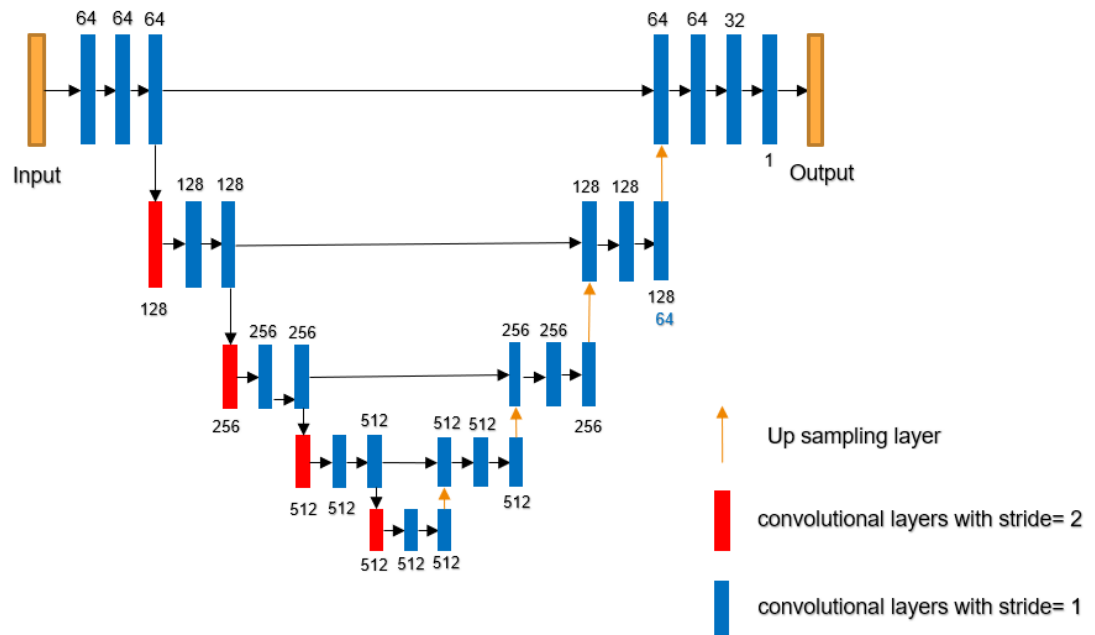 64 64 64
64 64 32
Input
1
Output
128 128
128 128
128
128
64
256 256
256 256
256
256
512
512 512
512 512
512
512 512 512
Up sampling layer
convolutional layers with stride= 2
convolutional layers with stride= 1